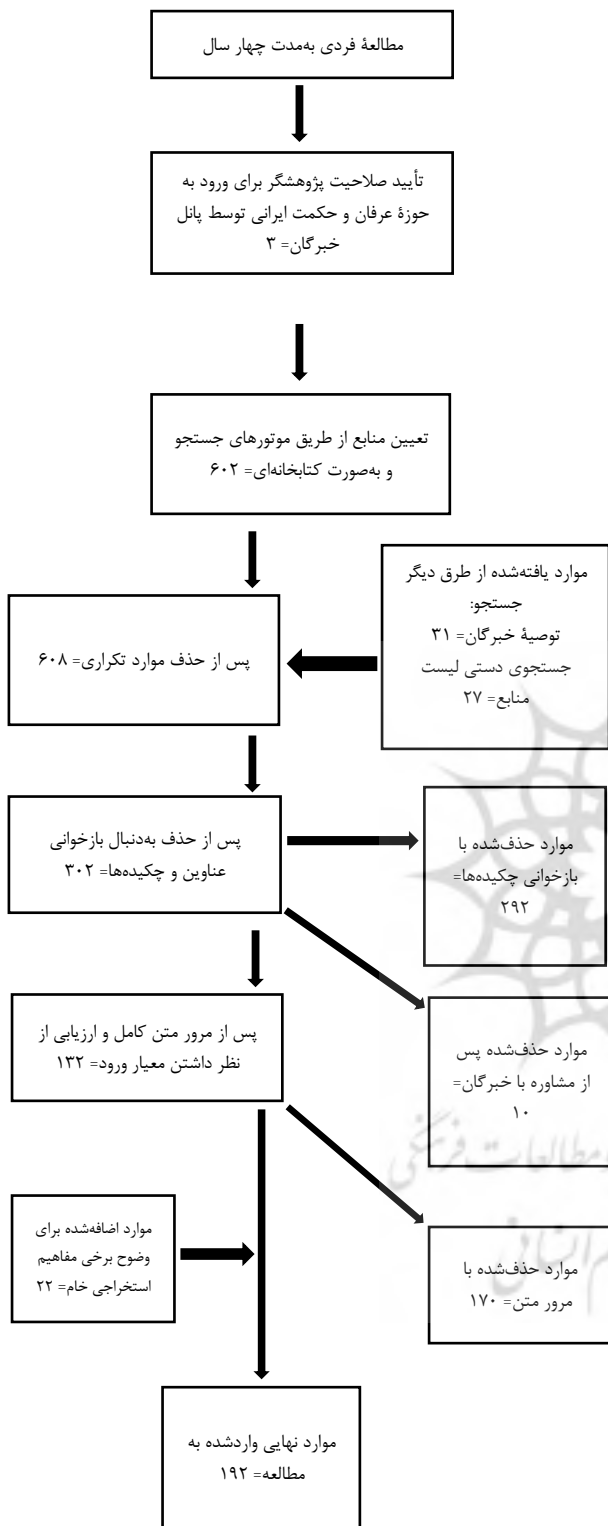 مطالعهٔ فردی به‌مدت چهار سال
تأیید صلاحیت پژوهشگر برای ورود به
حوزهٔ عرفان و حکمت ایرانی توسط پانل
خبرگان= ۳
تعیین منابع از طریق موتورهای جستجو
و به‌صورت کتابخانه‌ای= ۶۰۲
موارد یافته‌شده از طرق دیگر
جستجو:
توصیهٔ خبرگان= ۳۱
جستجوی دستی لیست
منابع= ۲۷
پس از حذف موارد تکراری= ۶۰۸
پس از حذف به‌دنبال بازخوانی
عناوین و چکیده‌ها= ۳۰۲
موارد حذف‌شده با
بازخوانی چکیده‌ها=
۲۹۲
پس از مرور متن کامل و ارزیابی از
نظر داشتن معیار ورود= ۱۳۲
موارد حذف‌شده پس
از مشاوره با خبرگان=
۱۰
مطالعات فرهنگی
م انسانی
موارد اضافه‌شده برای
وضوح برخی مفاهیم
استخراجی خام= ۲۲
موارد حذف‌شده با
مرور متن= ۱۷۰
موارد نهایی واردشده به
مطالعه= ۱۹۲